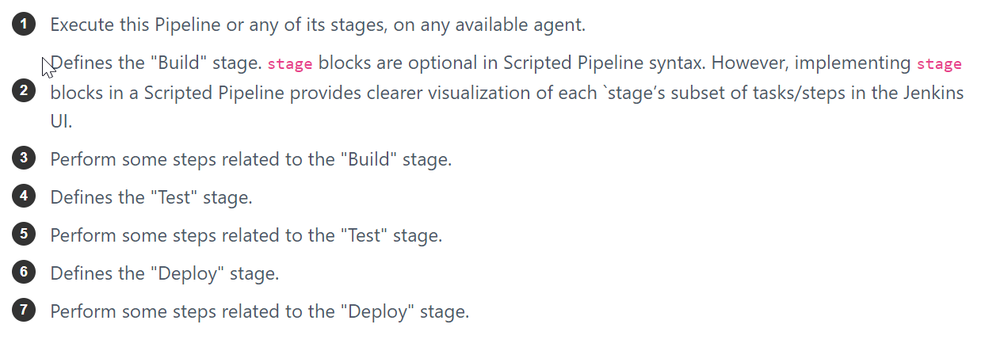 1 Execute this Pipeline or any of its stages, on any available agent.
Defines the "Build" stage. stage blocks are optional in Scripted Pipeline syntax. However, implementing stage
2 blocks in a Scripted Pipeline provides clearer visualization of each `stage’s subset of tasks/steps in the Jenkins
UI.
3 Perform some steps related to the "Build" stage.
4 Defines the "Test" stage.
5 Perform some steps related to the "Test" stage.
6 Defines the "Deploy" stage.
7 Perform some steps related to the "Deploy" stage.